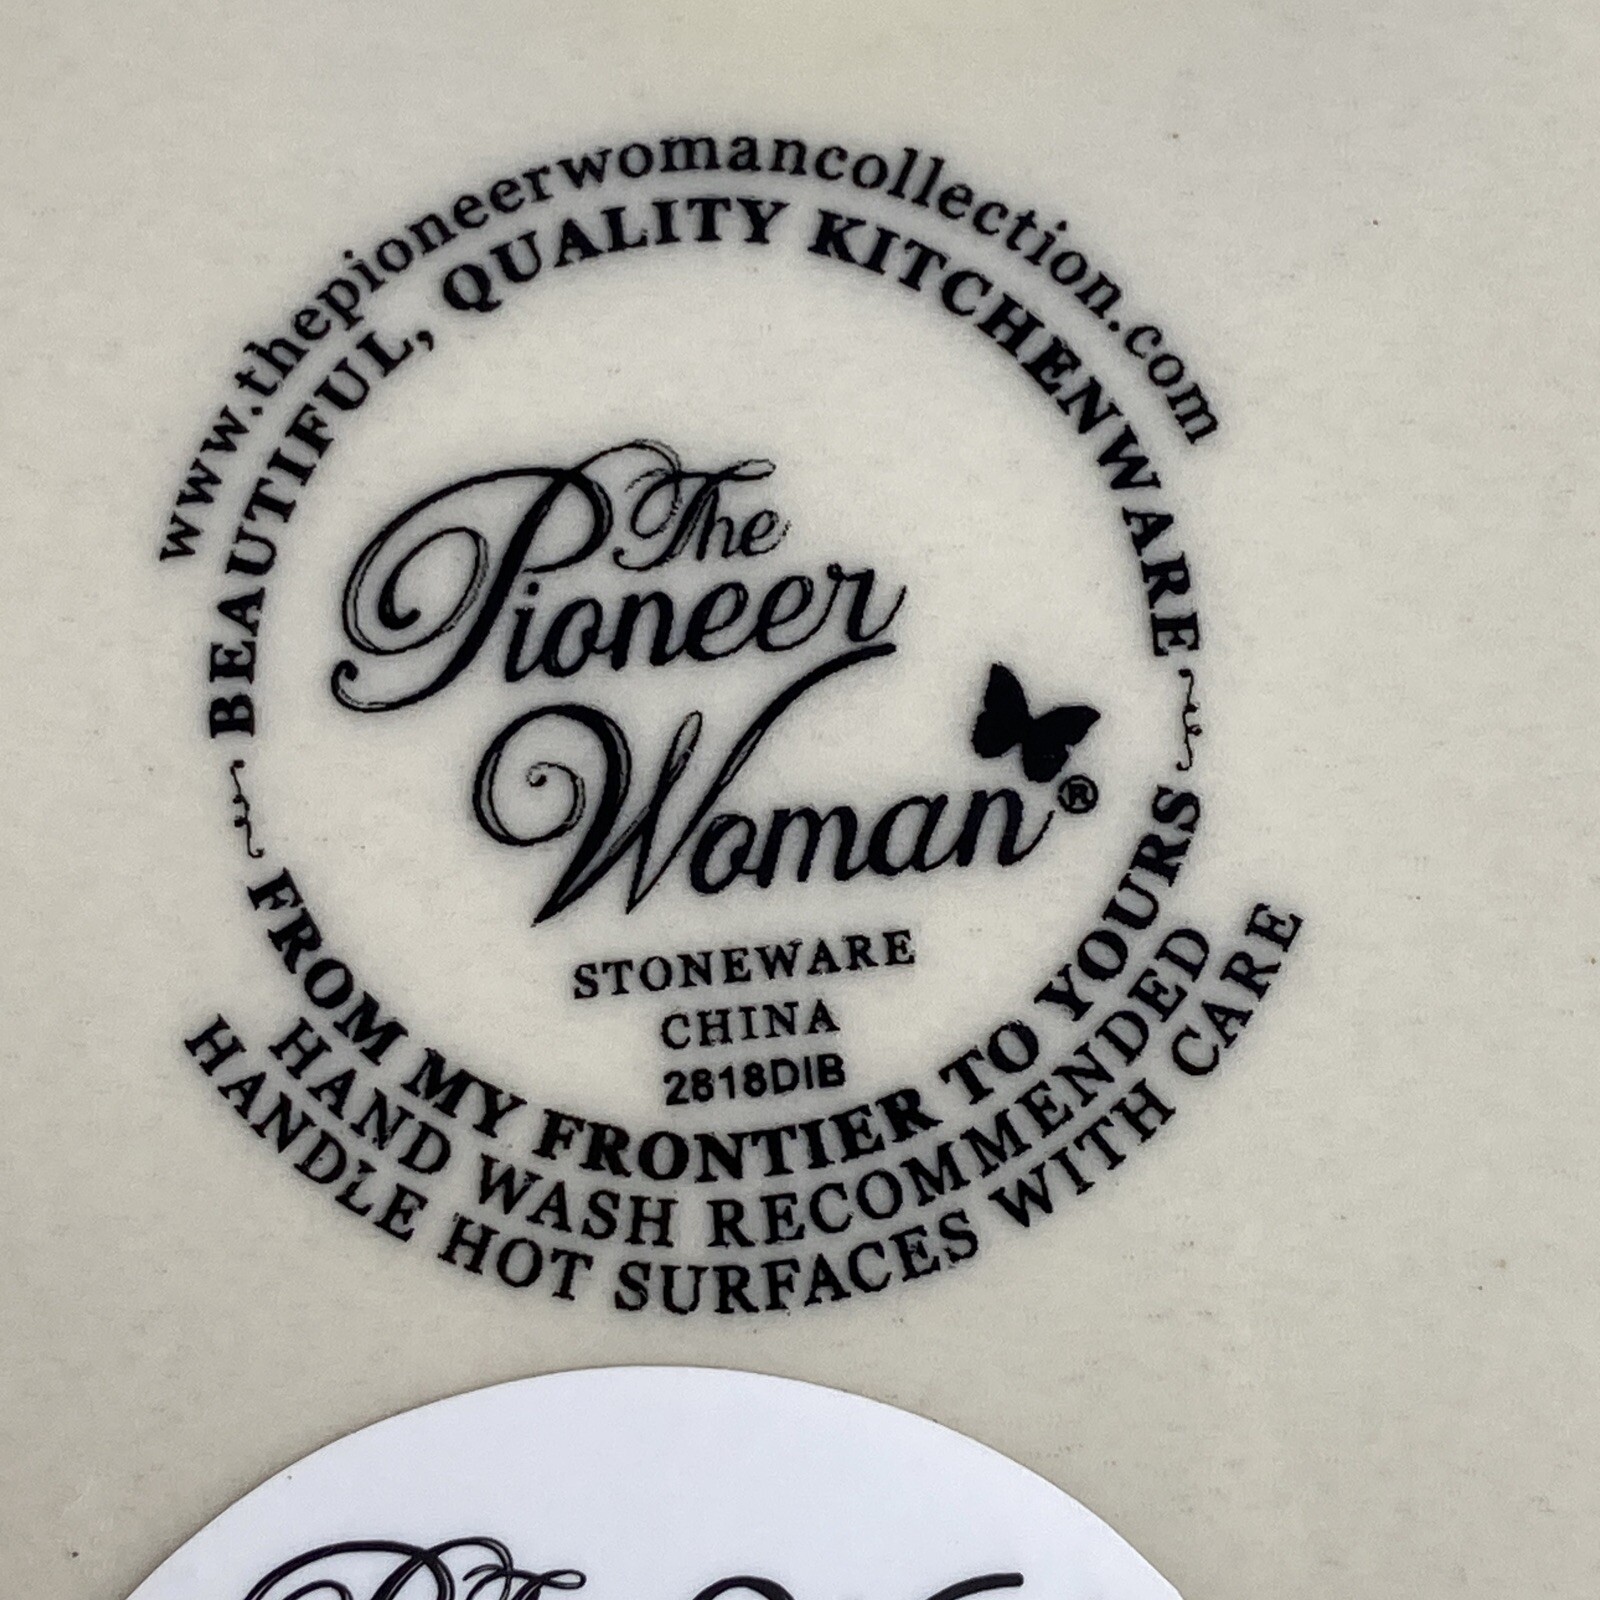 www.thepioneerwomancollection.com
BEAUTIFUL, QUALITY KITCHENWARE
The
Pioneer
Woman®
STONEWARE
CHINA
2818DIB
FROM MY FRONTIER TO YOURS
HAND WASH RECOMMENDED
HANDLE HOT SURFACES WITH CARE